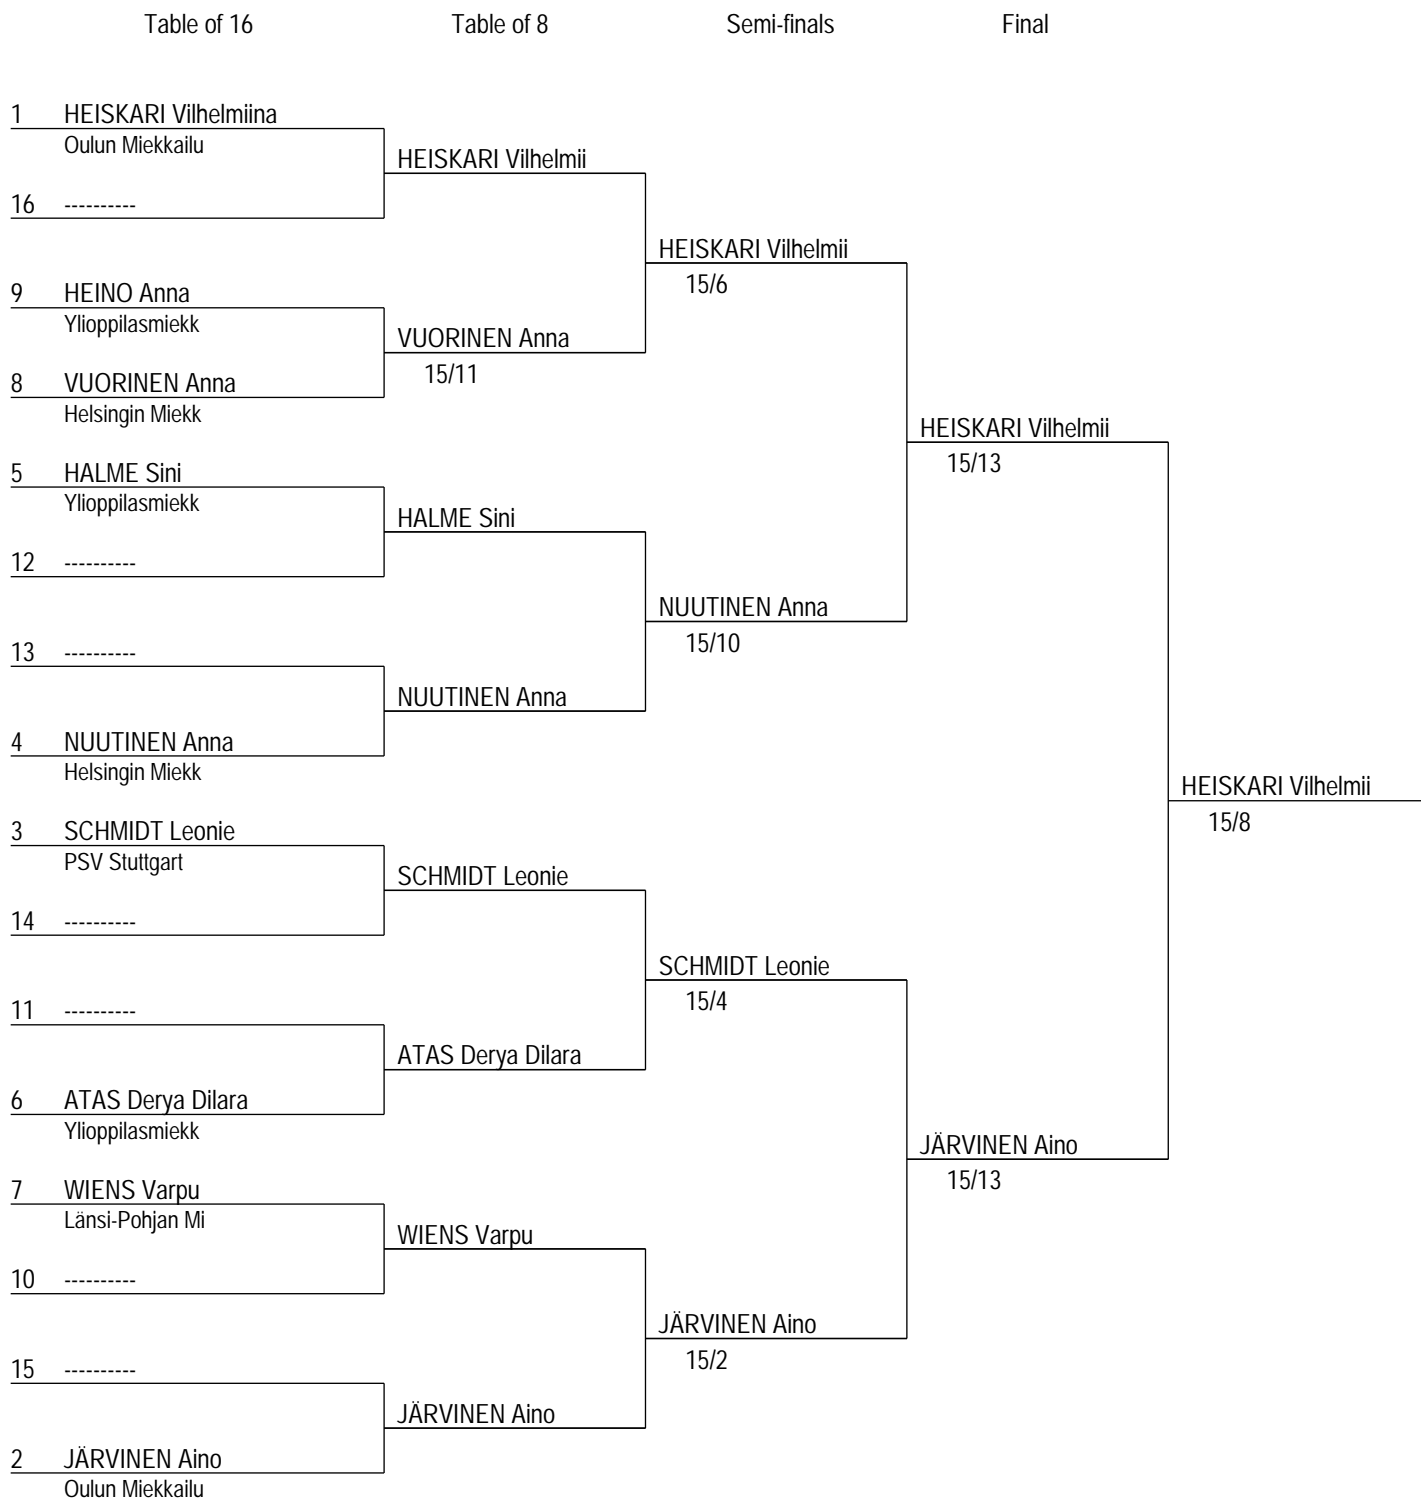 Table of 16 Table of 8 Semi-finals Final
1 HEISKARI Vilhelmiina
Oulun Miekkailu
HEISKARI Vilhelmii
16 ----------
HEISKARI Vilhelmii
15/6
9 HEINO Anna
Ylioppilasmiekk
VUORINEN Anna
15/11
8 VUORINEN Anna
Helsingin Miekk
HEISKARI Vilhelmii
15/13
5 HALME Sini
Ylioppilasmiekk
HALME Sini
12 ----------
NUUTINEN Anna
15/10
13 ----------
NUUTINEN Anna
4 NUUTINEN Anna
Helsingin Miekk
HEISKARI Vilhelmii
15/8
3 SCHMIDT Leonie
PSV Stuttgart
SCHMIDT Leonie
14 ----------
SCHMIDT Leonie
15/4
11 ----------
ATAS Derya Dilara
6 ATAS Derya Dilara
Ylioppilasmiekk
JÄRVINEN Aino
15/13
7 WIENS Varpu
Länsi-Pohjan Mi
WIENS Varpu
10 ----------
JÄRVINEN Aino
15/2
15 ----------
JÄRVINEN Aino
2 JÄRVINEN Aino
Oulun Miekkailu